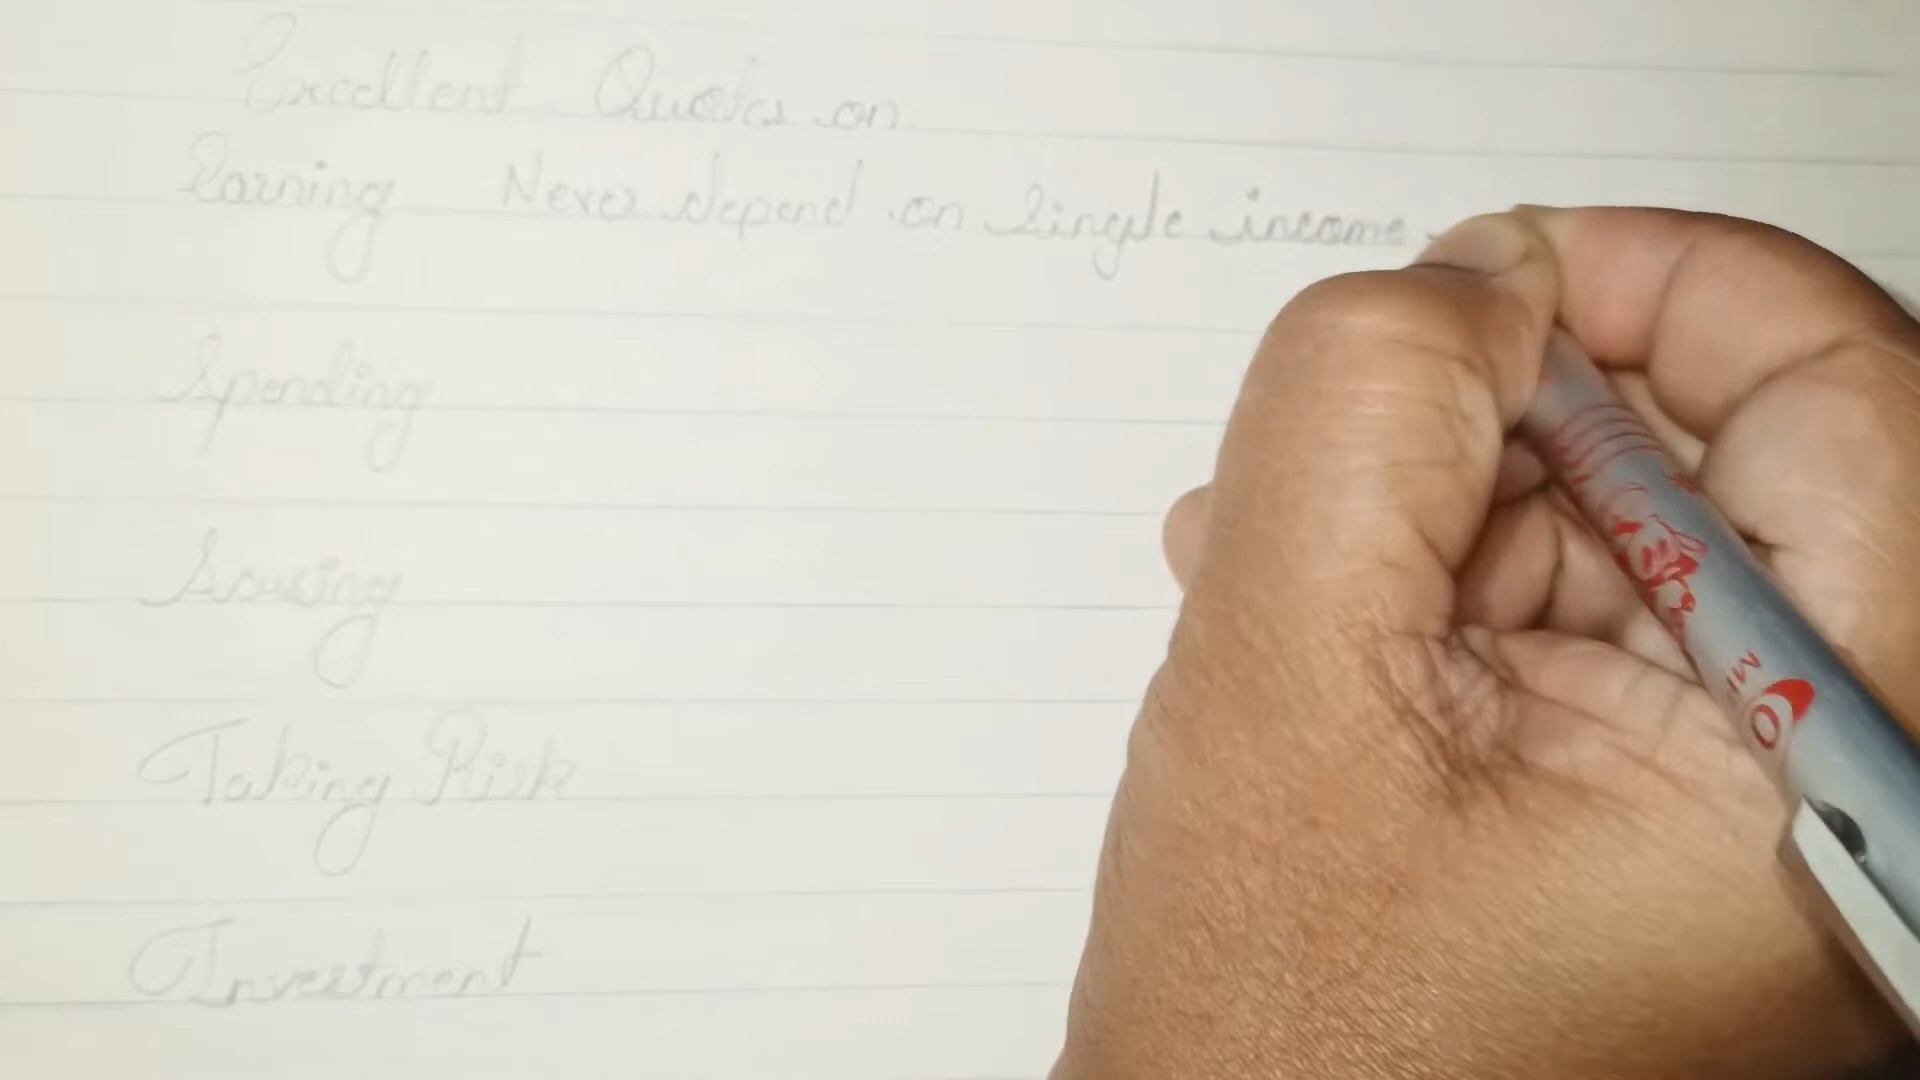 Excellent Quotes on.
Earning Never depend on Single income
Spending
Saving
Taking Risk
Investment